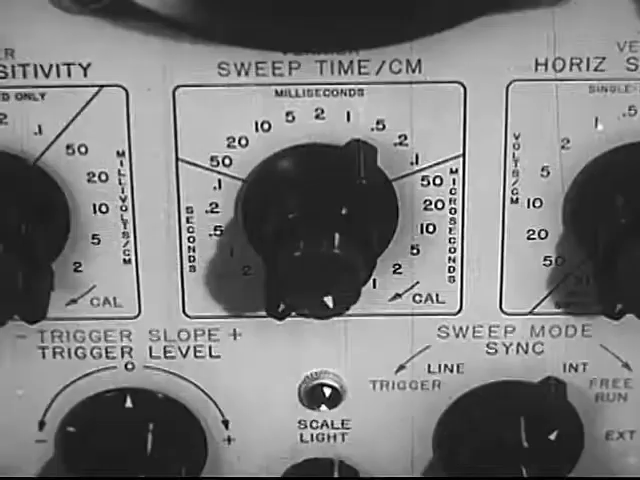 SITIVITY
D ONLY
.1
50
20
10
5
2
MILLIVOLTS/CM
CAL
SWEEP TIME/CM
MILLISECONDS
50 20 10 5 2 1 .5 .2 .1
SECONDS
.1
.2
.5
1
2
50
20
10
5
2
1
MICROSECONDS
CAL
HORIZ S
SINGLE
VOLTS/CM
.5
1
2
5
10
20
50
- TRIGGER SLOPE +
TRIGGER LEVEL
O
- +
SCALE
LIGHT
SWEEP MODE
SYNC
LINE INT
TRIGGER
FREE
RUN
EXT